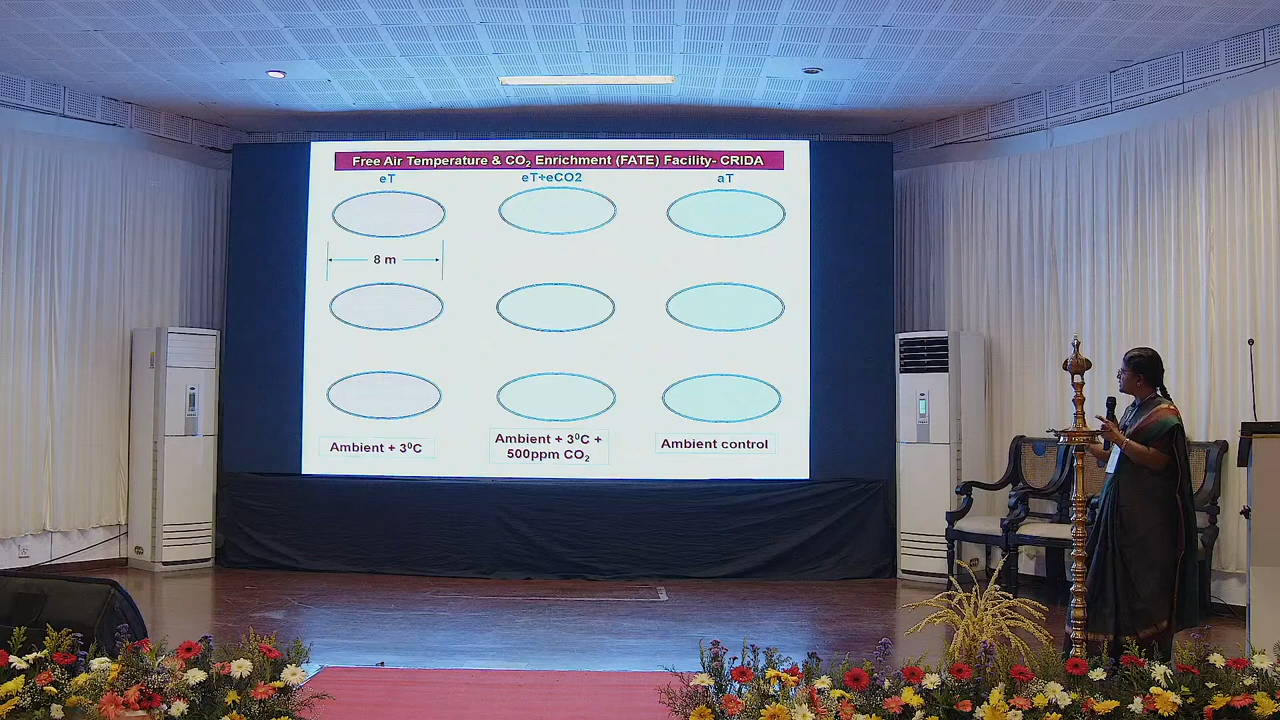 Free Air Temperature & CO₂ Enrichment (FATE) Facility- CRIDA
eT eT+eCO2 aT
8 m
Ambient + 3⁰C
Ambient + 3⁰C +
500ppm CO₂
Ambient control